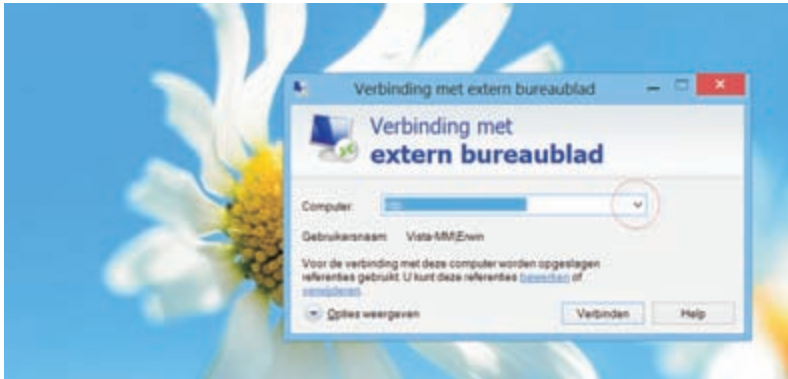 Verbinding met extern bureaublad
Verbinding met
extern bureaublad
Computer:
Gebruikersnaam: Vista-MM\Erwin
Voor de verbinding met deze computer worden opgeslagen
referenties gebruikt. U kunt deze referenties bewerken of
verwijderen.
Opties weergeven
Verbinden
Help